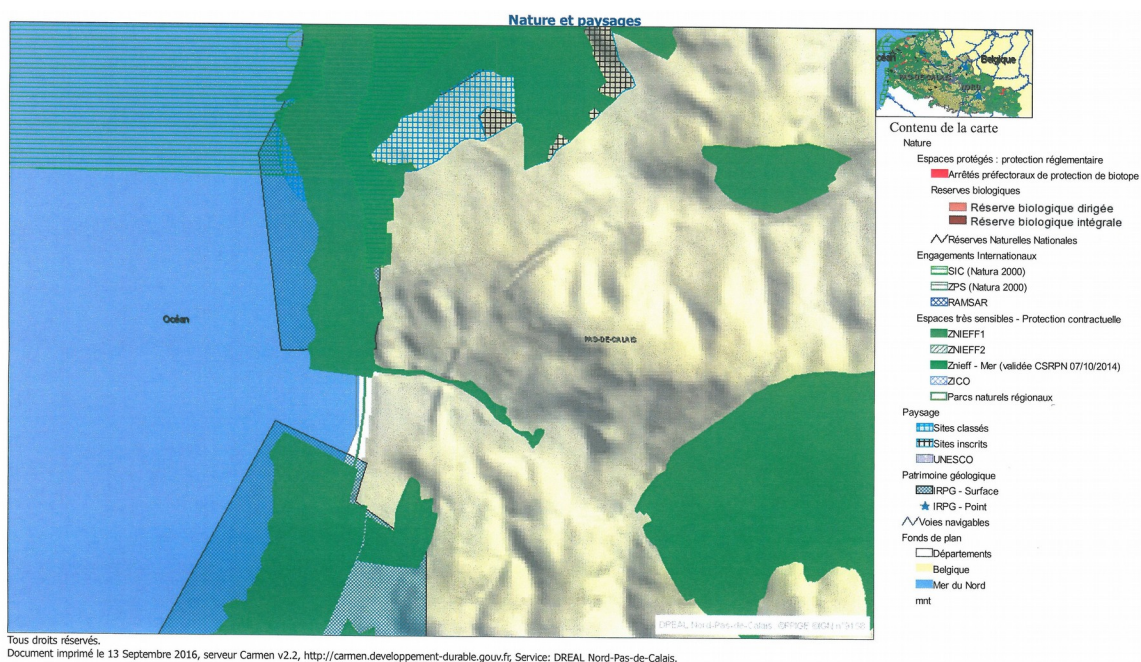 Nature et paysages
Océan
PAS-DE-CALAIS
Belgique
Contenu de la carte
Nature
Espaces protégés : protection réglementaire
Arrêtés préfectoraux de protection de biotope
Reserves biologiques
Réserve biologique dirigée
Réserve biologique intégrale
Réserves Naturelles Nationales
Engagements Internationaux
SIC (Natura 2000)
ZPS (Natura 2000)
RAMSAR
Espaces très sensibles - Protection contractuelle
ZNIEFF1
ZNIEFF2
Znieff - Mer (validée CSRPN 07/10/2014)
ZICO
Parcs naturels régionaux
Paysage
Sites classés
Sites inscrits
UNESCO
Patrimoine géologique
IRPG - Surface
IRPG - Point
Voies navigables
Fonds de plan
Départements
Belgique
Mer du Nord
mnt
DREAL Nord-Pas-de-Calais
Tous droits réservés.
Document imprimé le 13 Septembre 2016, serveur Carmen v2.2, http://carmen.developpement-durable.gouv.fr, Service: DREAL Nord-Pas-de-Calais.